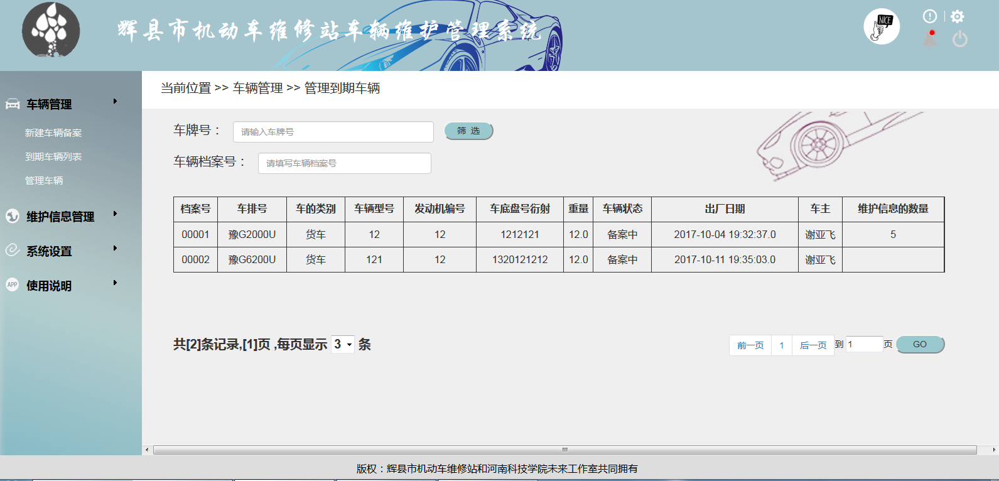 辉县市机动车维修站车辆维护管理系统
NICE
当前位置 >> 车辆管理 >> 管理到期车辆
车辆管理
新建车辆备案
到期车辆列表
管理车辆
维护信息管理
系统设置
APP 使用说明
车牌号： 请输入车牌号 筛 选
车辆档案号： 请填写车辆档案号
档案号 车排号 车的类别 车辆型号 发动机编号 车底盘号衍射 重量 车辆状态 出厂日期 车主 维护信息的数量
00001 豫G2000U 货车 12 12 1212121 12.0 备案中 2017-10-04 19:32:37.0 谢亚飞 5
00002 豫G6200U 货车 121 12 1320121212 12.0 备案中 2017-10-11 19:35:03.0 谢亚飞
共[2]条记录,[1]页 ,每页显示 3 条
前一页 1 后一页 到 1 页 GO
版权：辉县市机动车维修站和河南科技学院未来工作室共同拥有